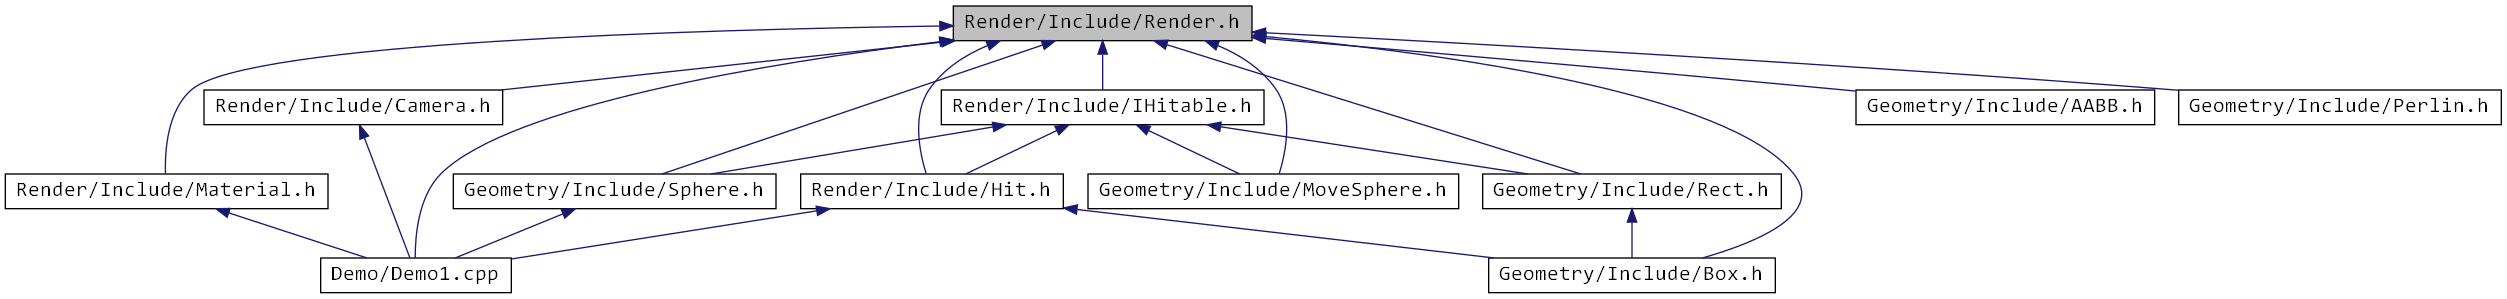 Render/Include/Render.h
Render/Include/Camera.h
Render/Include/IHitable.h
Geometry/Include/AABB.h
Geometry/Include/Perlin.h
Render/Include/Material.h
Geometry/Include/Sphere.h
Render/Include/Hit.h
Geometry/Include/MoveSphere.h
Geometry/Include/Rect.h
Demo/Demo1.cpp
Geometry/Include/Box.h